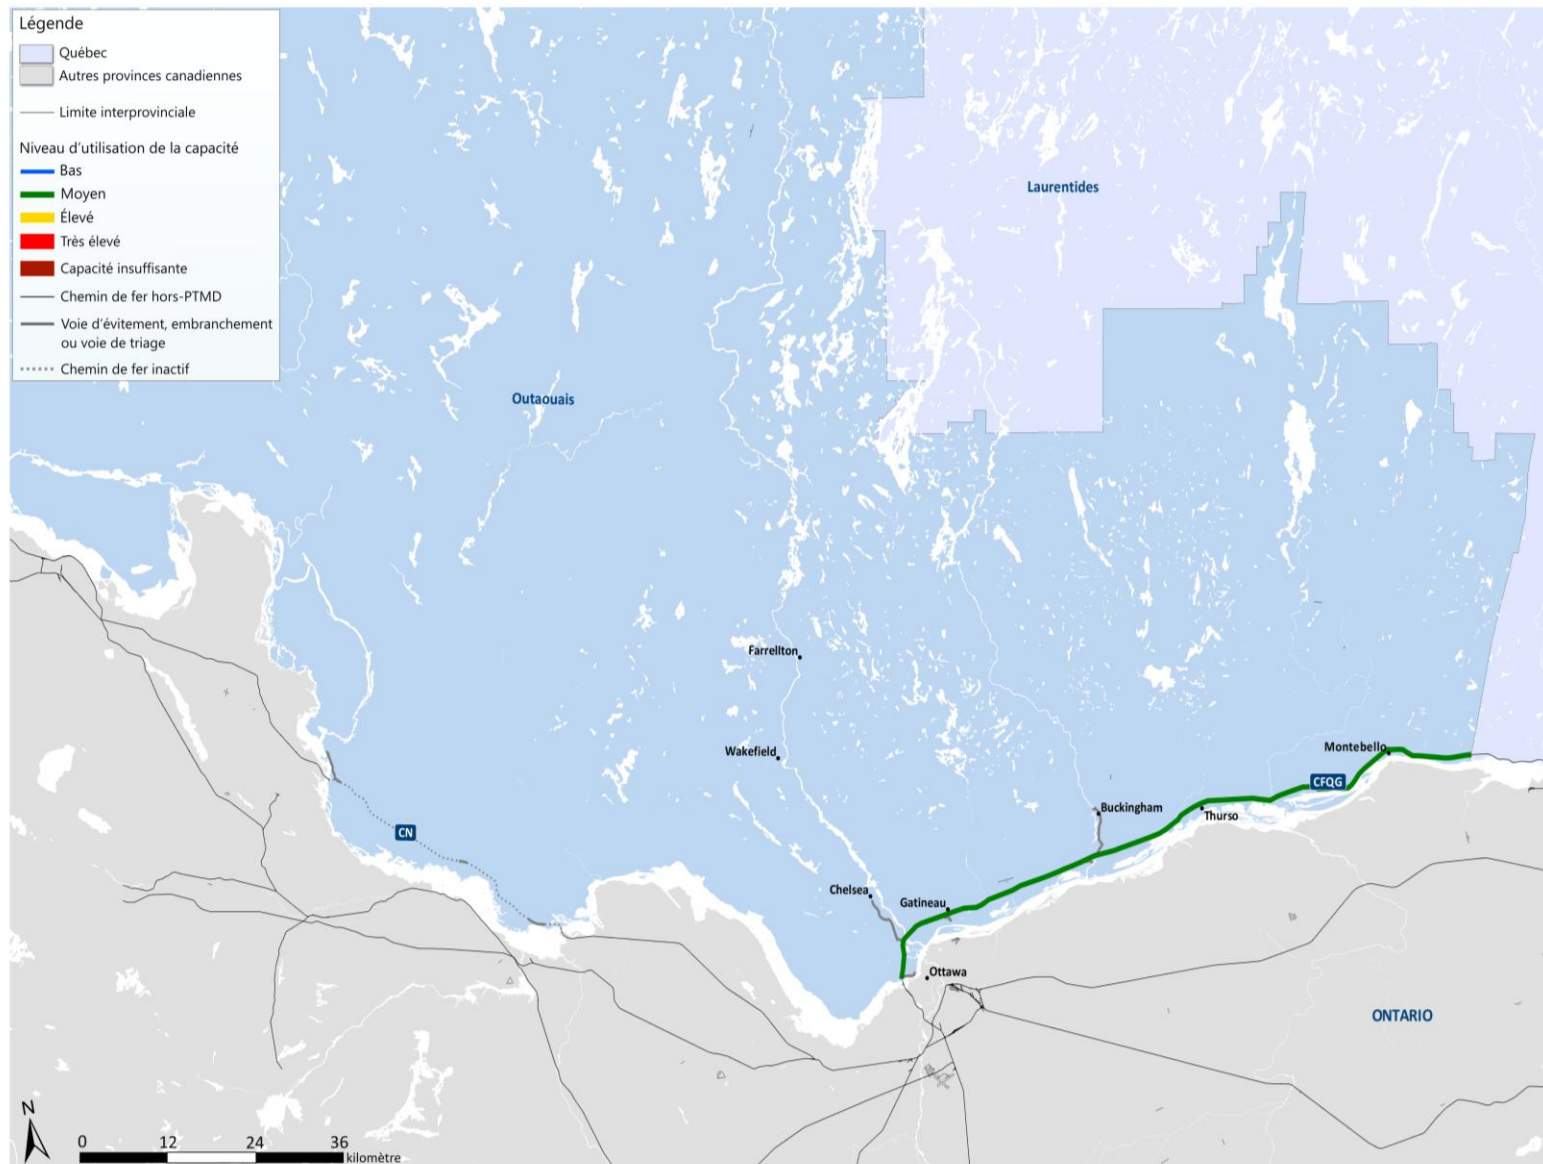 Légende
Québec
Autres provinces canadiennes
Limite interprovinciale
Niveau d'utilisation de la capacité
Bas
Moyen
Élevé
Très élevé
Capacité insuffisante
Chemin de fer hors-PTMD
Voie d'évitement, embranchement
ou voie de triage
Chemin de fer inactif
Laurentides
Outaouais
Farrellton
Wakefield
Montebello
CFQG
Buckingham
Thurso
CN
Chelsea
Gatineau
Ottawa
ONTARIO
N
0 12 24 36
kilomètre